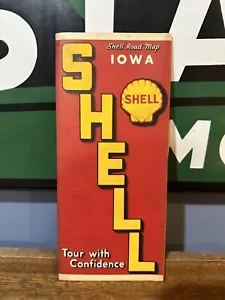 Shell Road Map
IOWA
SHELL
SHELL
Tour with
Confidence